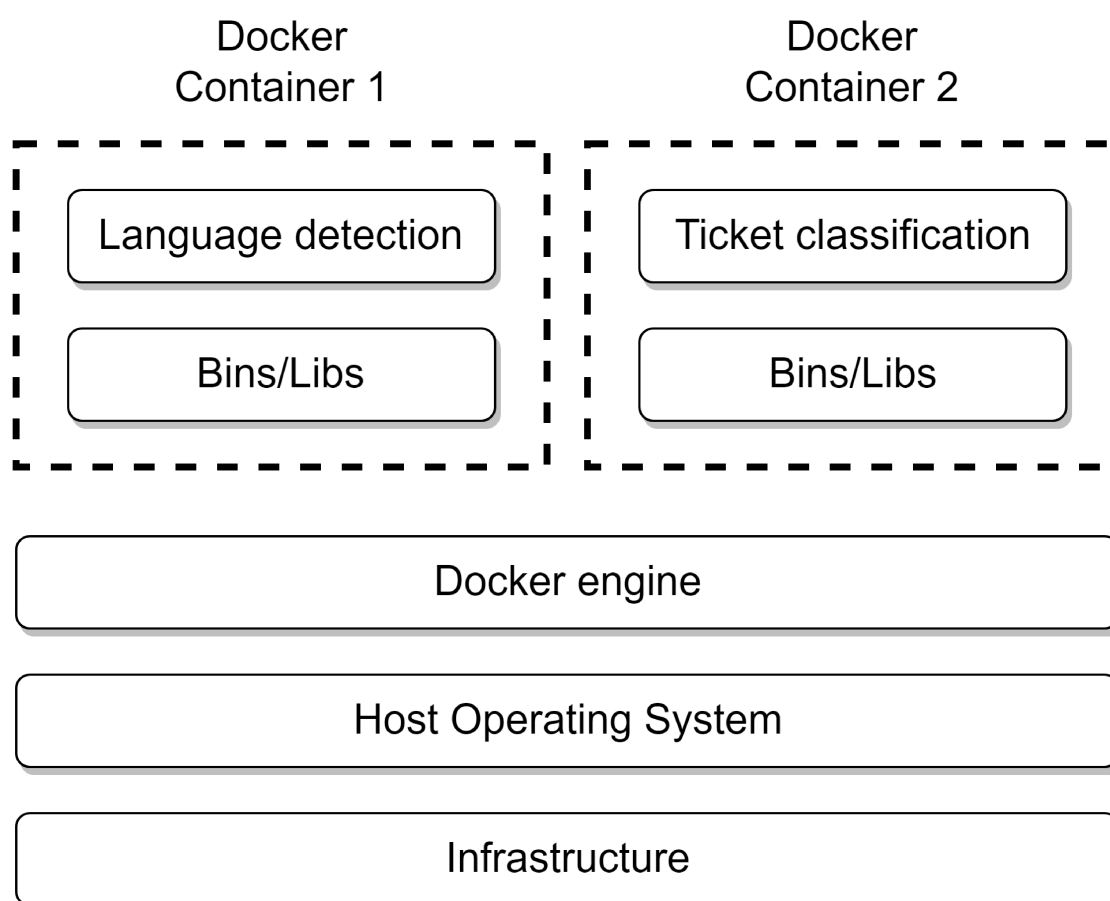 Docker
Container 1
Docker
Container 2
Language detection
Bins/Libs
Ticket classification
Bins/Libs
Docker engine
Host Operating System
Infrastructure